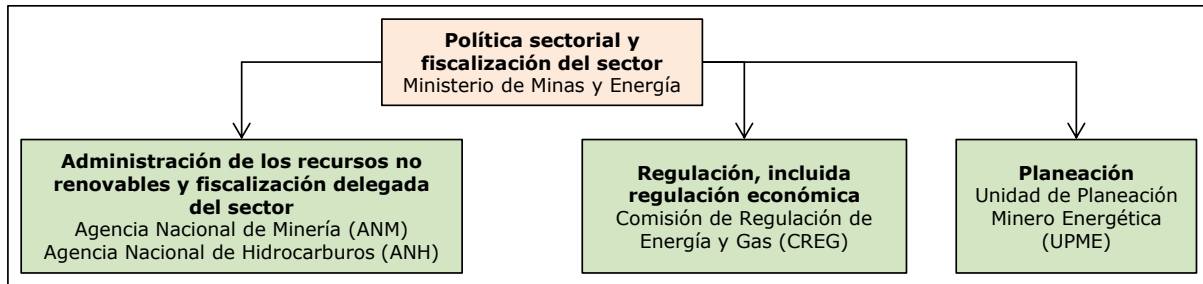 Política sectorial y
fiscalización del sector
Ministerio de Minas y Energía
Administración de los recursos no
renovables y fiscalización delegada
del sector
Agencia Nacional de Minería (ANM)
Agencia Nacional de Hidrocarburos (ANH)
Regulación, incluida
regulación económica
Comisión de Regulación de
Energía y Gas (CREG)
Planeación
Unidad de Planeación
Minero Energética
(UPME)